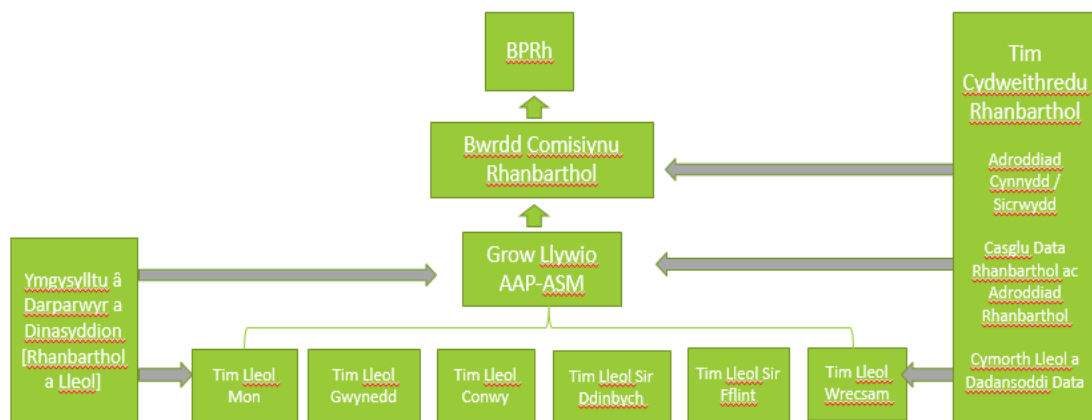 BPRh
Bwrdd Comisiynu
Rhanbarthol
Grow Llywio
AAP-ASM
Ymgysylltu â
Darparwyr a
Dinasyddion
[Rhanbarthol
a Lleol]
Tim Lleol
Mon
Tim Lleol
Gwynedd
Tim Lleol
Conwy
Tim Lleol Sir
Ddinbych
Tim Lleol Sir
Fflint
Tim Lleol
Wrecsam
Tim
Cydweithredu
Rhanbarthol
Adroddiad
Cynnydd /
Sicrwydd
Casglu Data
Rhanbarthol ac
Adroddiad
Rhanbarthol
Cymorth Lleol a
Dadansoddi Data